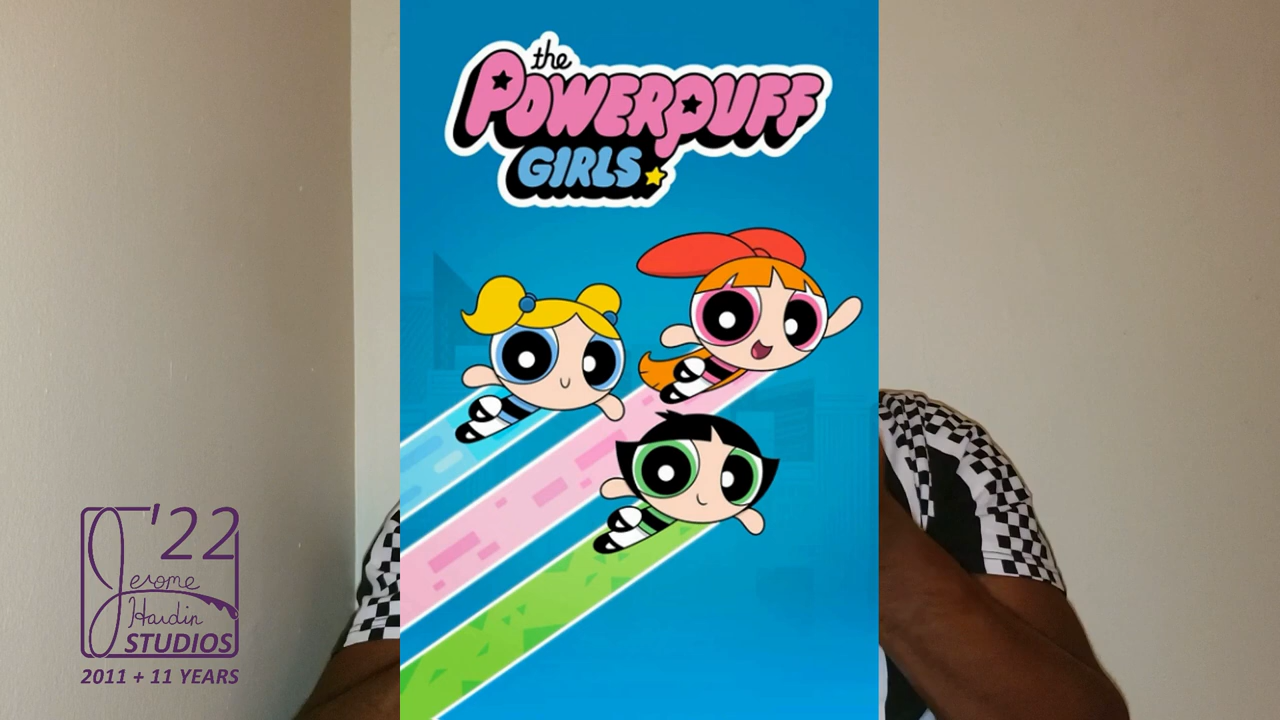 the
POWERPUFF
GIRLS
'22
Jerome
Hardin
STUDIOS
2011 + 11 YEARS